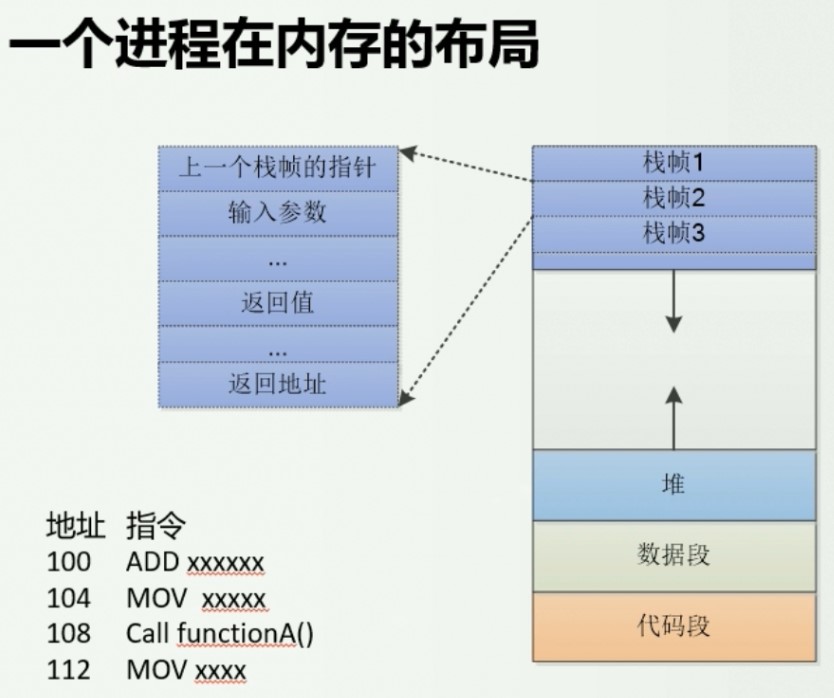 一个进程在内存的布局
上一个栈帧的指针
输入参数
...
返回值
...
返回地址
栈帧1
栈帧2
栈帧3
堆
数据段
代码段
地址 指令
100 ADD xxxxxx
104 MOV xxxxx
108 Call functionA()
112 MOV xxxx